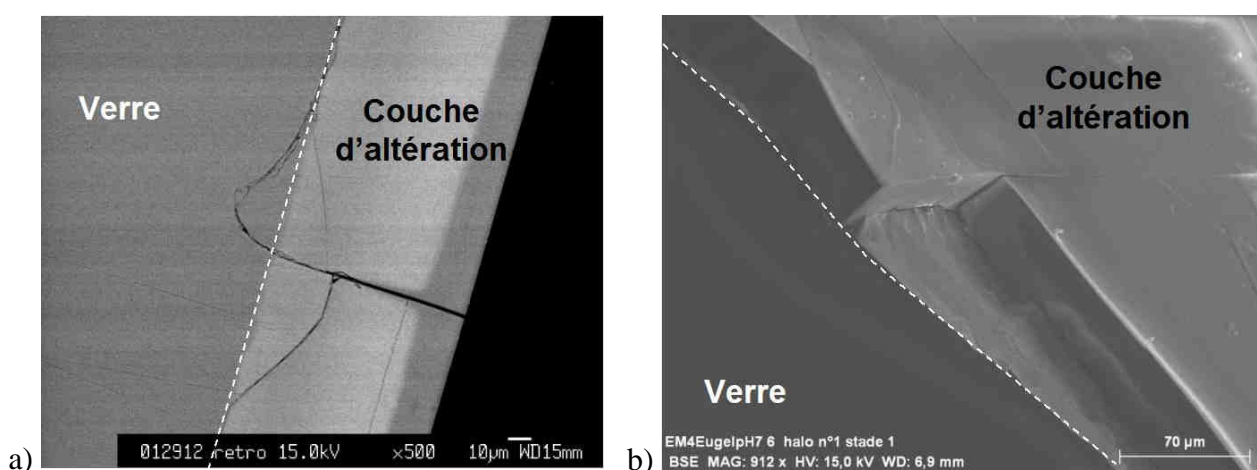 Verre
Couche
d'altération
012912 retro 15.0kV ×500 10μm WD15mm
a)
Couche
d'altération
Verre
EM4EugelpH7 6 halo n°1 stade 1
BSE MAG: 912 x HV: 15,0 kV WD: 6,9 mm
70 μm
b)